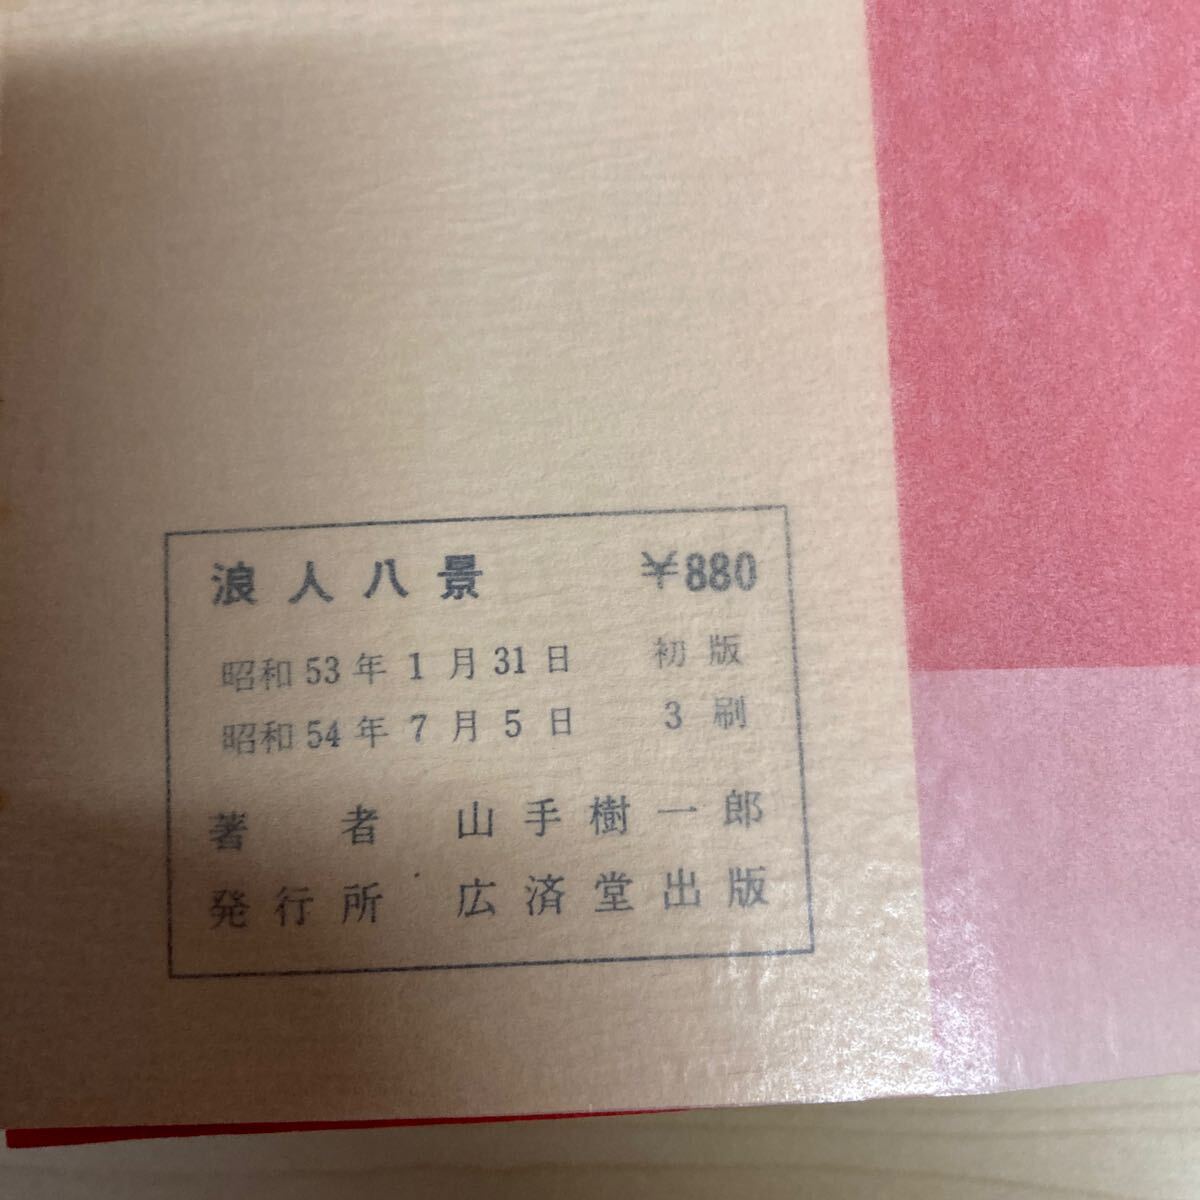 浪人八景 ¥880
昭和53年1月31日 初版
昭和54年7月5日 3刷
著者 山手樹一郎
発行所 広済堂出版